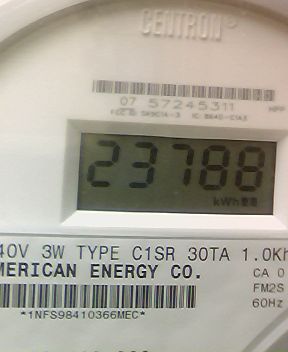 CENTRON®
07 57245311
23788
kWh
40V 3W TYPE C1SR 30TA 1.0Kh
MERICAN ENERGY CO.
CA 0
FM2S
60Hz
*1NFS98410366MEC*